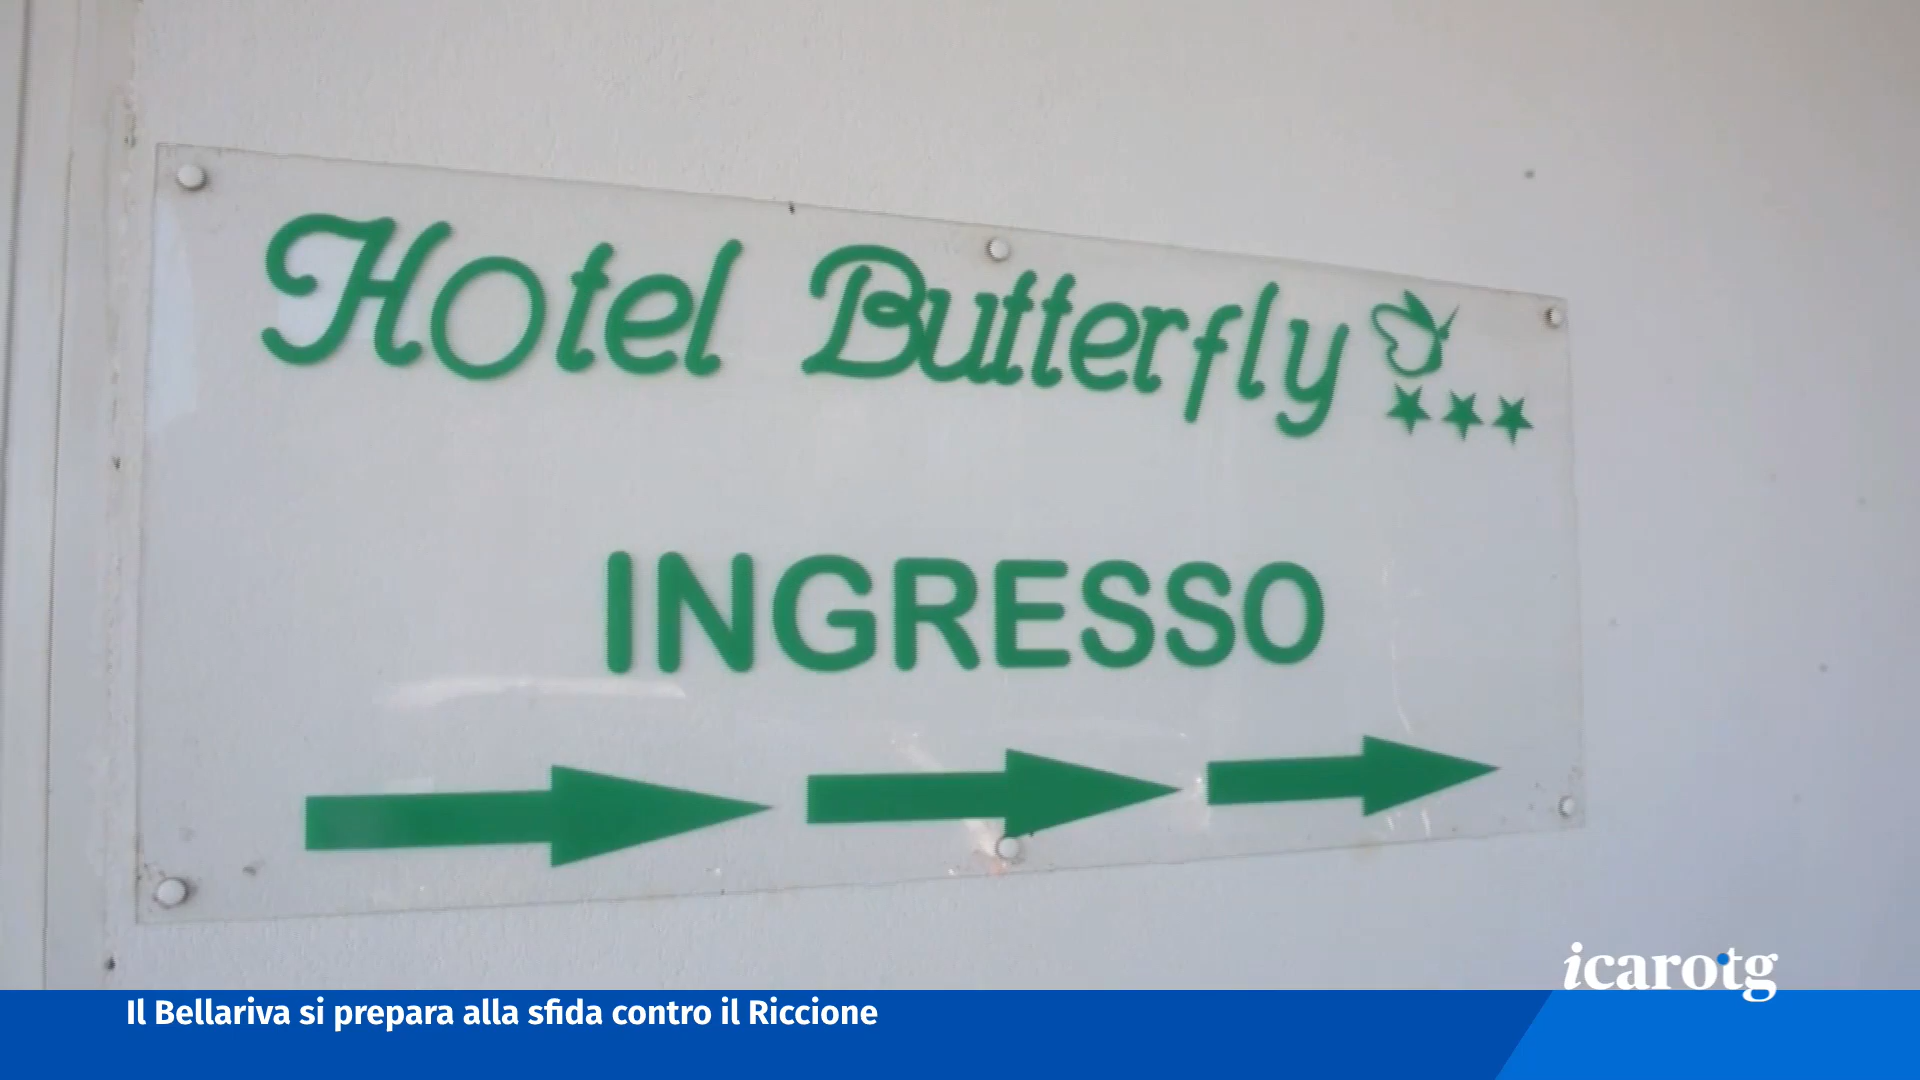 Hotel Butterfly
INGRESSO
icarotg
Il Bellariva si prepara alla sfida contro il Riccione